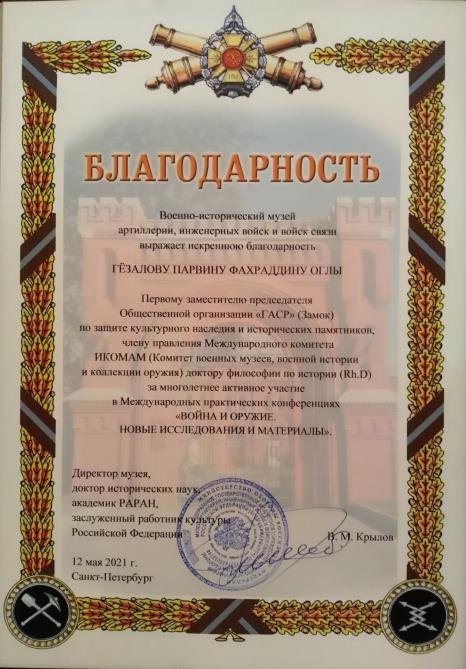 БЛАГОДАРНОСТЬ
Военно-исторический музей
артиллерии, инженерных войск и войск связи
выражает искреннюю благодарность
ГЁЗАЛОВУ ПАРВИНУ ФАХРАДДИНУ ОГЛЫ
Первому заместителю председателя
Общественной организации «ГАСР» (Замок)
по защите культурного наследия и исторических памятников,
члену правления Международного комитета
ИКОМАМ (Комитет военных музеев, военной истории
и коалекции оружия) доктору философии по истории (Rh.D)
за многолетнее активное участие
в Международных практических конференциях
«ВОЙНА И ОРУЖИЕ.
НОВЫЕ ИССЛЕДОВАНИЯ И МАТЕРИАЛЫ».
Директор музея,
доктор исторических наук,
академик РАРАН,
заслуженный работник культуры
Российской Федерации
В. М. Крылов
12 мая 2021 г.
Санкт-Петербург